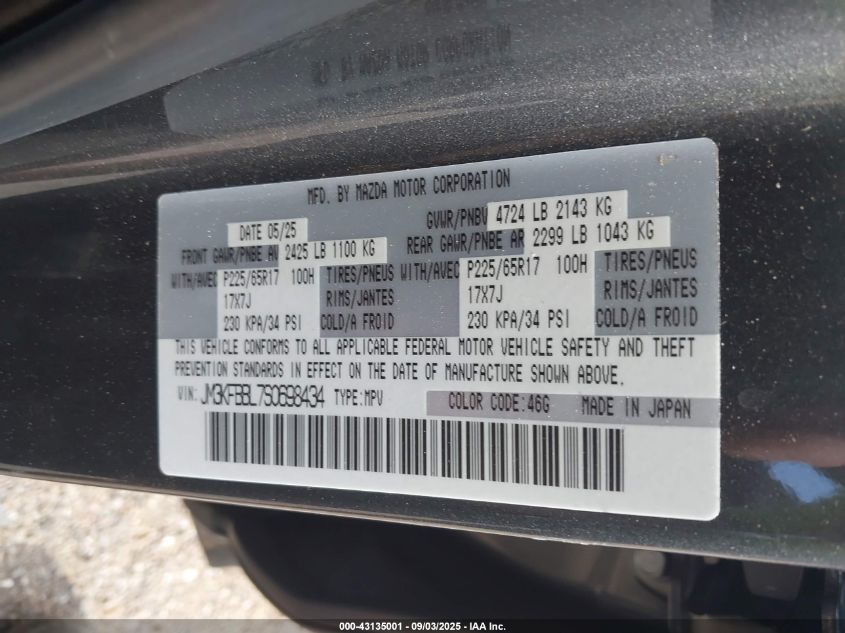 MFD. BY MAZDA MOTOR CORPORATION
DATE 05/25 GVWR/PNBV 4724 LB 2143 KG
FRONT GAWR/PNBE AV 2425 LB 1100 KG REAR GAWR/PNBE AR 2299 LB 1043 KG
WITH/AVEC P225/65R17 100H TIRES/PNEUS WITH/AVEC P225/65R17 100H TIRES/PNEUS
17X7J RIMS/JANTES 17X7J RIMS/JANTES
230 KPA/34 PSI COLD/A FROID 230 KPA/34 PSI COLD/A FROID
THIS VEHICLE CONFORMS TO ALL APPLICABLE FEDERAL MOTOR VEHICLE SAFETY AND THEFT
PREVENTION STANDARDS IN EFFECT ON THE DATE OF MANUFACTURE SHOWN ABOVE.
VIN: JM3KFBBL7S0698434 TYPE:MPV COLOR CODE:46G MADE IN JAPAN
000-43135001 - 09/03/2025 - IAA Inc.